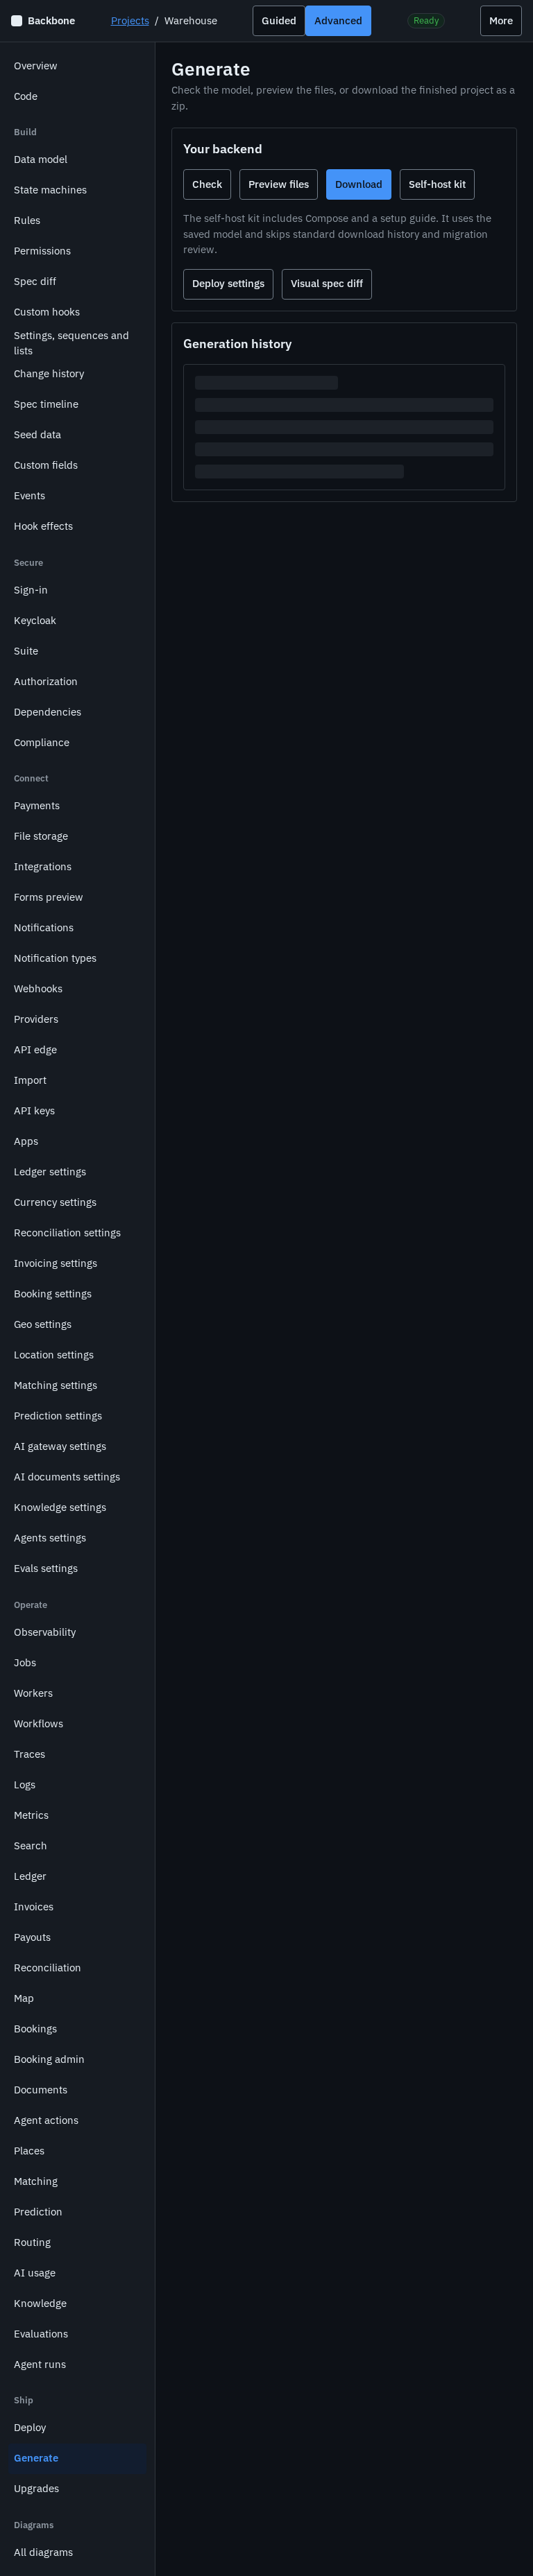 Backbone
Projects / Warehouse
Guided
Advanced
Ready
More
Overview
Code
Build
Data model
State machines
Rules
Permissions
Spec diff
Custom hooks
Settings, sequences and
lists
Change history
Spec timeline
Seed data
Custom fields
Events
Hook effects
Secure
Sign-in
Keycloak
Suite
Authorization
Dependencies
Compliance
Connect
Payments
File storage
Integrations
Forms preview
Notifications
Notification types
Webhooks
Providers
API edge
Import
API keys
Apps
Ledger settings
Currency settings
Reconciliation settings
Invoicing settings
Booking settings
Geo settings
Location settings
Matching settings
Prediction settings
AI gateway settings
AI documents settings
Knowledge settings
Agents settings
Evals settings
Operate
Observability
Jobs
Workers
Workflows
Traces
Logs
Metrics
Search
Ledger
Invoices
Payouts
Reconciliation
Map
Bookings
Booking admin
Documents
Agent actions
Places
Matching
Prediction
Routing
AI usage
Knowledge
Evaluations
Agent runs
Ship
Deploy
Generate
Upgrades
Diagrams
All diagrams
Generate
Check the model, preview the files, or download the finished project as a
zip.
Your backend
Check
Preview files
Download
Self-host kit
The self-host kit includes Compose and a setup guide. It uses the
saved model and skips standard download history and migration
review.
Deploy settings
Visual spec diff
Generation history